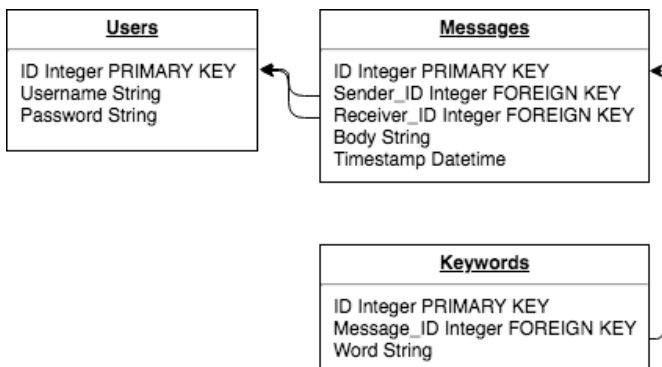 Users
ID Integer PRIMARY KEY
Username String
Password String
Messages
ID Integer PRIMARY KEY
Sender_ID Integer FOREIGN KEY
Receiver_ID Integer FOREIGN KEY
Body String
Timestamp Datetime
Keywords
ID Integer PRIMARY KEY
Message_ID Integer FOREIGN KEY
Word String